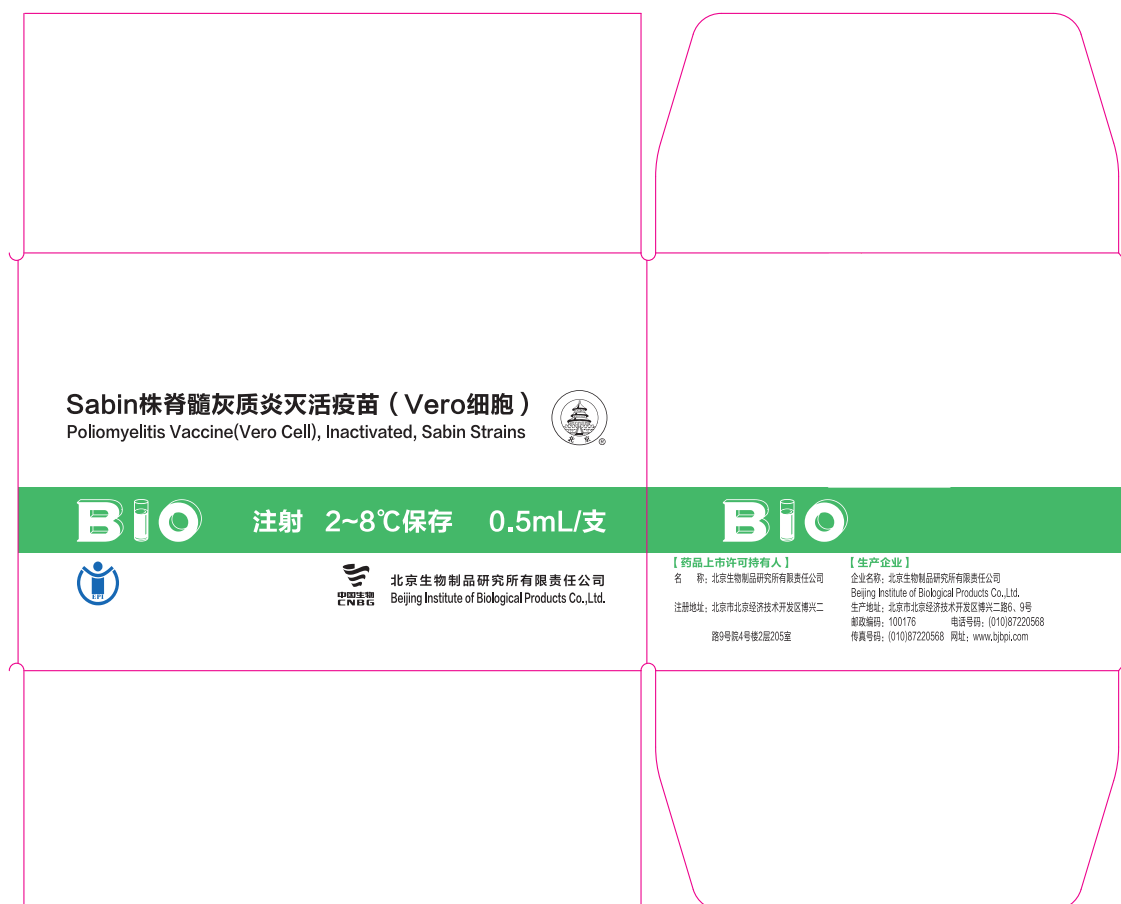 Sabin株脊髓灰质炎灭活疫苗（Vero细胞）
Poliomyelitis Vaccine(Vero Cell), Inactivated, Sabin Strains
北京 ®
BIO 注射 2~8℃保存 0.5mL/支
EPI
中国生物
CNBG
北京生物制品研究所有限责任公司
Beijing Institute of Biological Products Co.,Ltd.
BIO
【药品上市许可持有人】
名 称：北京生物制品研究所有限责任公司
注册地址：北京市北京经济技术开发区博兴二
路9号院4号楼2层205室
【生产企业】
企业名称：北京生物制品研究所有限责任公司
Beijing Institute of Biological Products Co.,Ltd.
生产地址：北京市北京经济技术开发区博兴二路6、9号
邮政编码：100176 电话号码：(010)87220568
传真号码：(010)87220568 网址：www.bjbpi.com